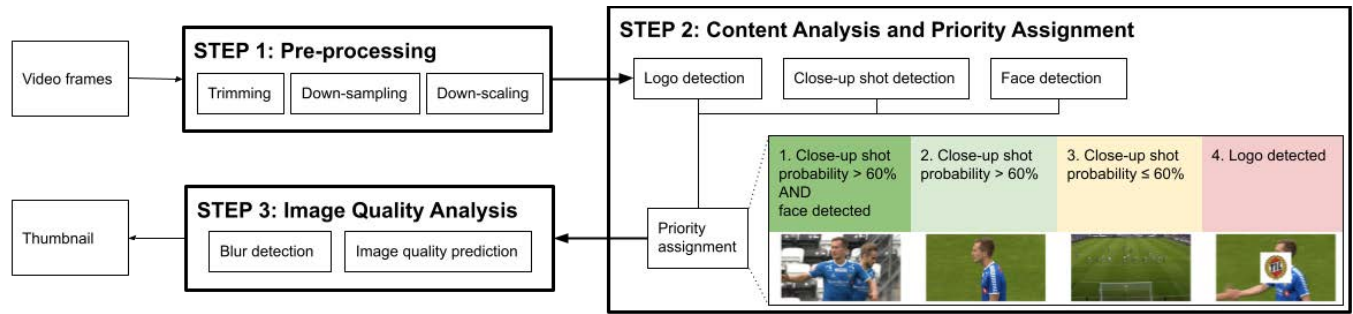 Video frames
STEP 1: Pre-processing
Trimming
Down-sampling
Down-scaling
STEP 2: Content Analysis and Priority Assignment
Logo detection
Close-up shot detection
Face detection
Priority
assignment
1. Close-up shot
probability > 60%
AND
face detected
2. Close-up shot
probability > 60%
3. Close-up shot
probability ≤ 60%
4. Logo detected
STEP 3: Image Quality Analysis
Blur detection
Image quality prediction
Thumbnail